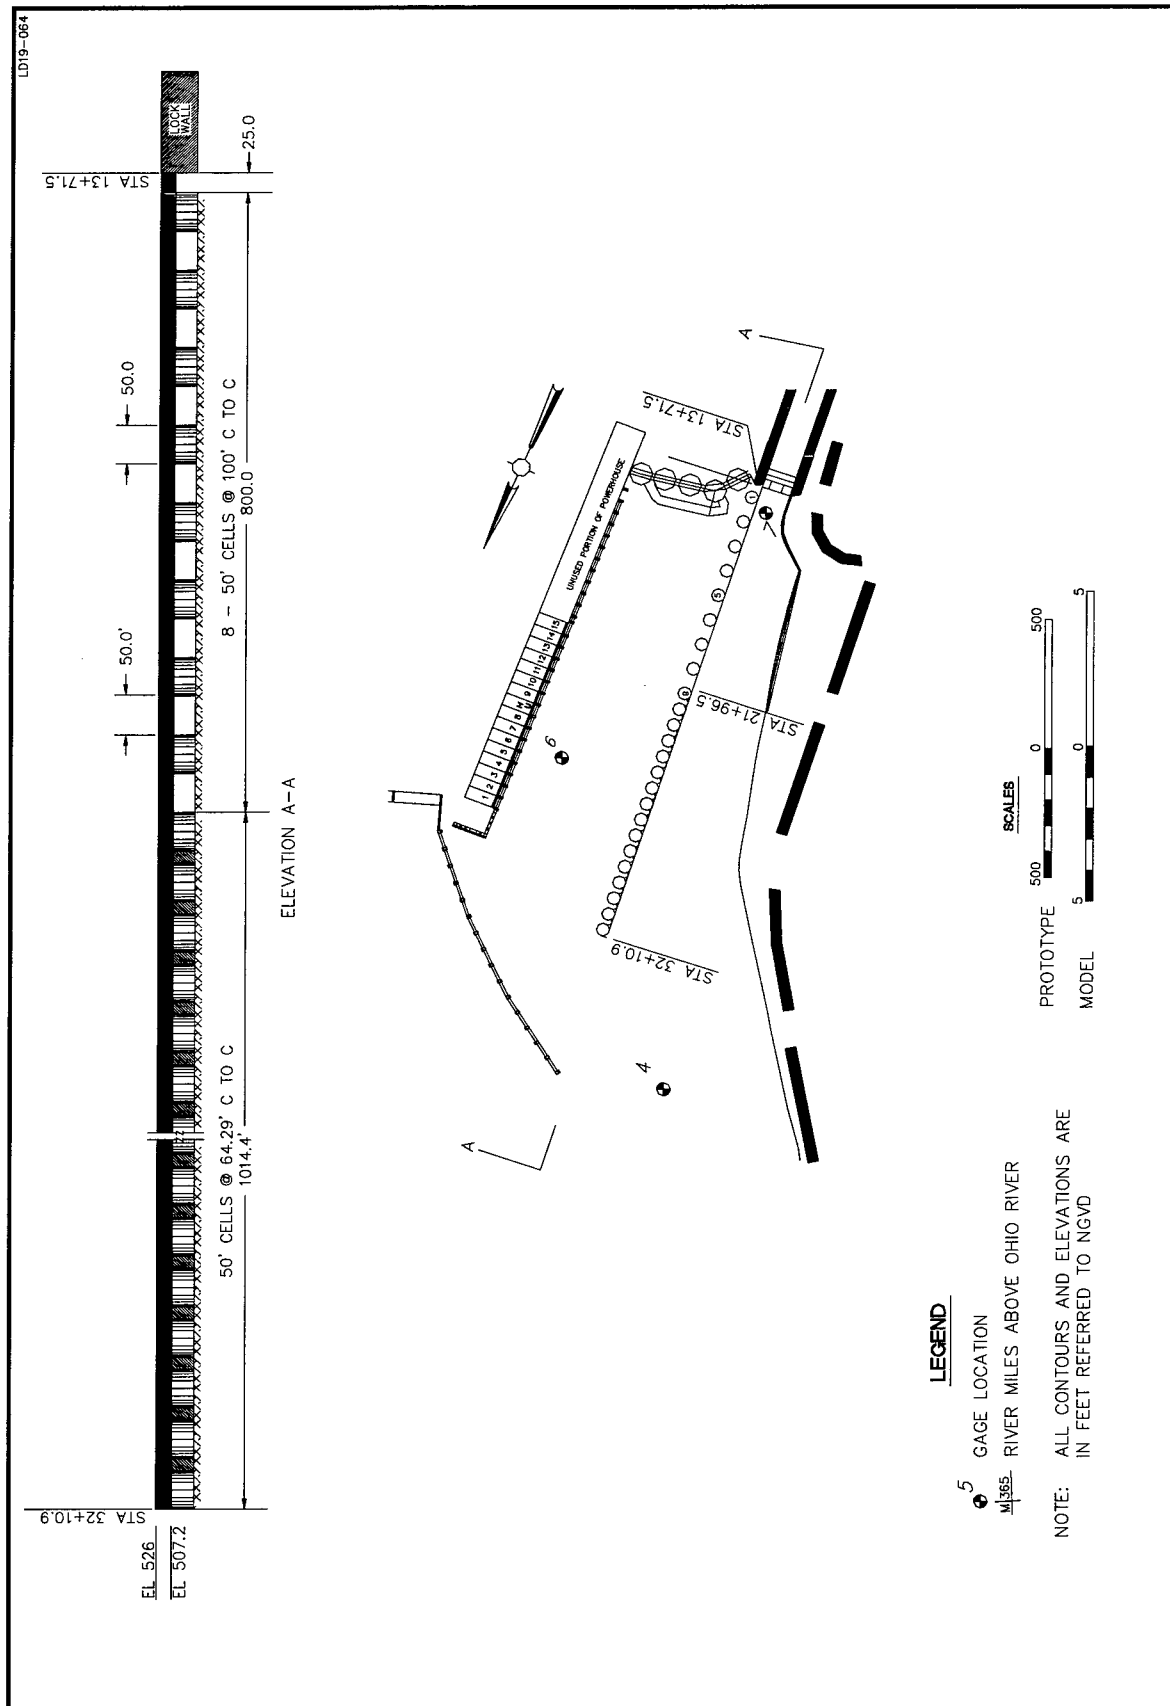 LD19-064
LOCK
WALL
STA 13+71.5
25.0
50.0
8 - 50' CELLS @ 100' C TO C
800.0
50.0'
ELEVATION A-A
50' CELLS @ 64.29' C TO C
1014.4'
STA 32+10.9
EL 526
EL 507.2
A
STA 13+71.5
UNUSED PORTION OF POWERHOUSE
1 2 3 4 5 6 7 8 9 10 11 12 13 14 15
1
5
8
7
6
STA 21+96.5
STA 32+10.9
4
A
SCALES
PROTOTYPE 500 0 500
MODEL 5 0 5
LEGEND
5 GAGE LOCATION
M 365 RIVER MILES ABOVE OHIO RIVER
NOTE: ALL CONTOURS AND ELEVATIONS ARE
IN FEET REFERRED TO NGVD